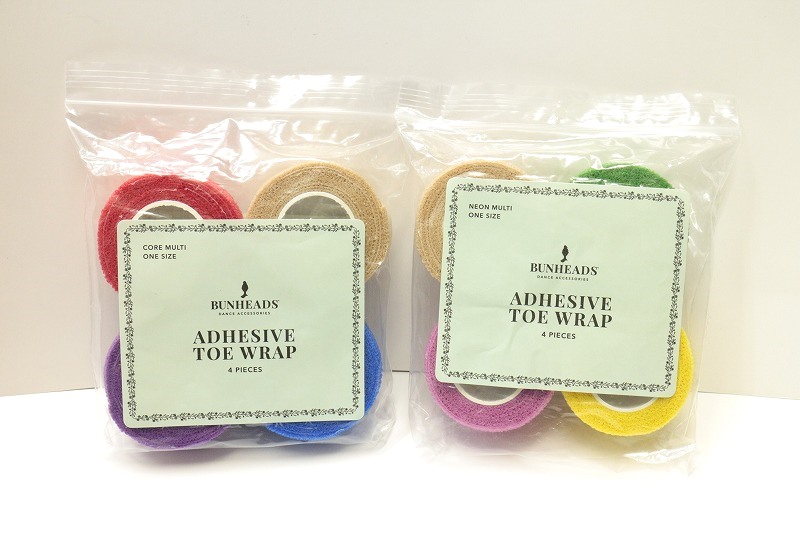 CORE MULTI
ONE SIZE
BUNHEADS
DANCE ACCESSORIES
ADHESIVE
TOE WRAP
4 PIECES
NEON MULTI
ONE SIZE
BUNHEADS
DANCE ACCESSORIES
ADHESIVE
TOE WRAP
4 PIECES